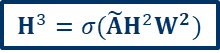 H³ = σ(ÃH²W²)